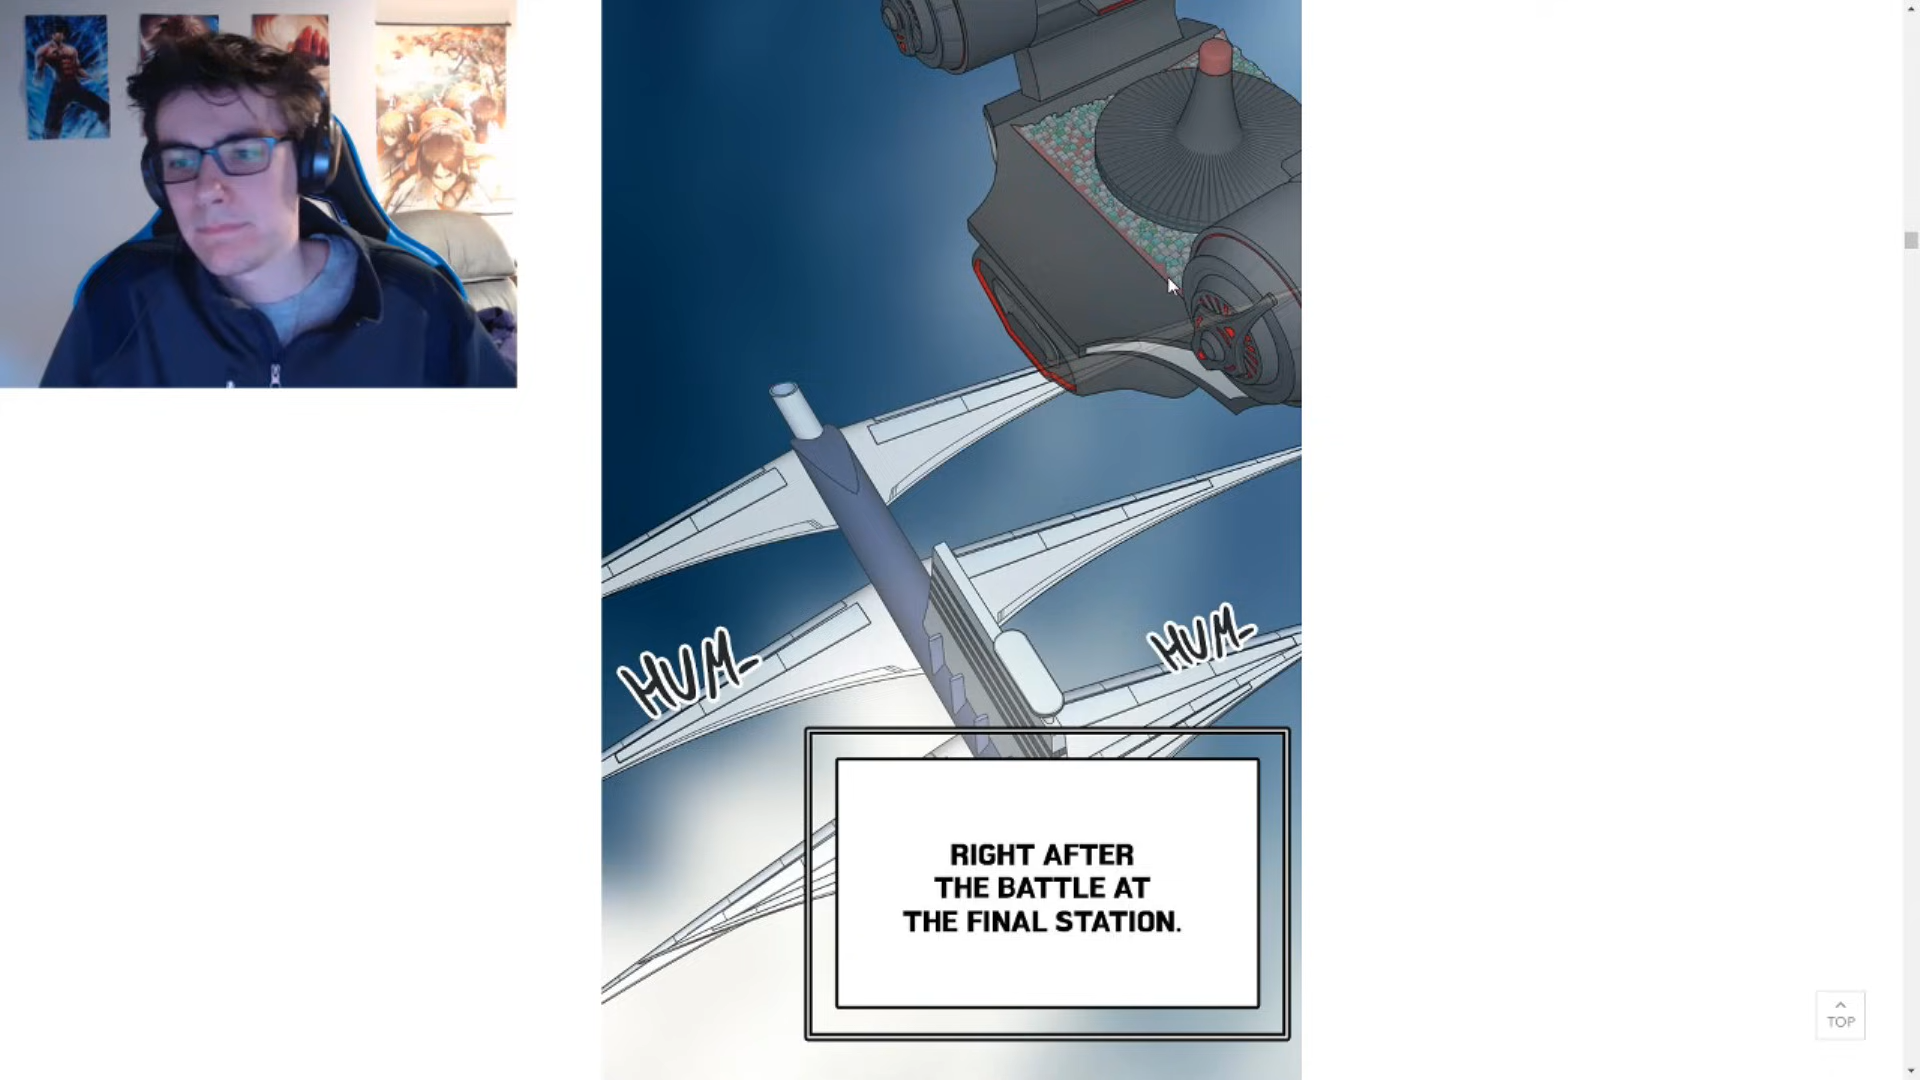 HUM-
HUM-
RIGHT AFTER
THE BATTLE AT
THE FINAL STATION.
TOP